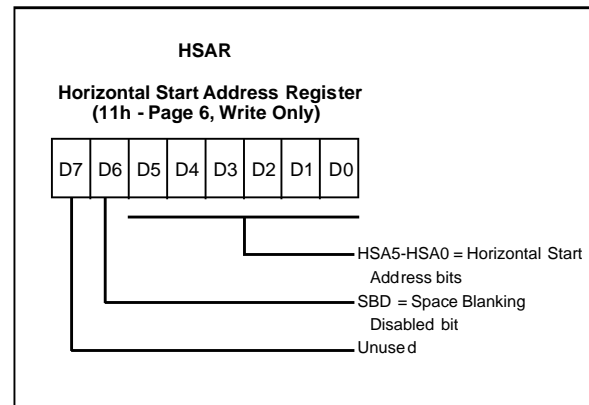 HSAR
Horizontal Start Address Register
(11h - Page 6, Write Only)
D7 D6 D5 D4 D3 D2 D1 D0
HSA5-HSA0 = Horizontal Start
Address bits
SBD = Space Blanking
Disabled bit
Unused